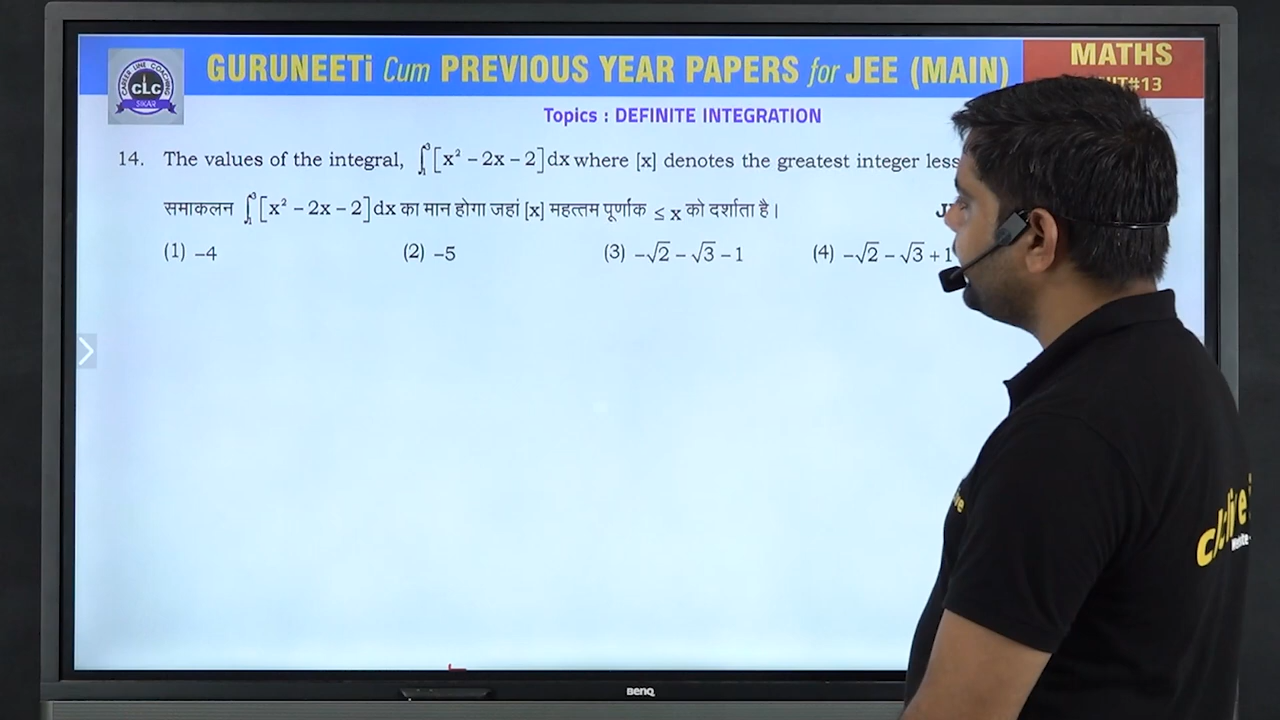 GURUNEETi Cum PREVIOUS YEAR PAPERS for JEE (MAIN)
MATHS
#13
CAREER LINE COACHING
CLC
SIKAR
Topics : DEFINITE INTEGRATION
14. The values of the integral, ∫₁³[x² − 2x − 2]dx where [x] denotes the greatest integer
समाकलन ∫₁³[x² − 2x − 2]dx का मान होगा जहां [x] महत्तम पूर्णांक ≤ x को दर्शाता है।
(1) −4 (2) −5 (3) −√2 − √3 − 1 (4) −√2 − √3 + 1
BenQ